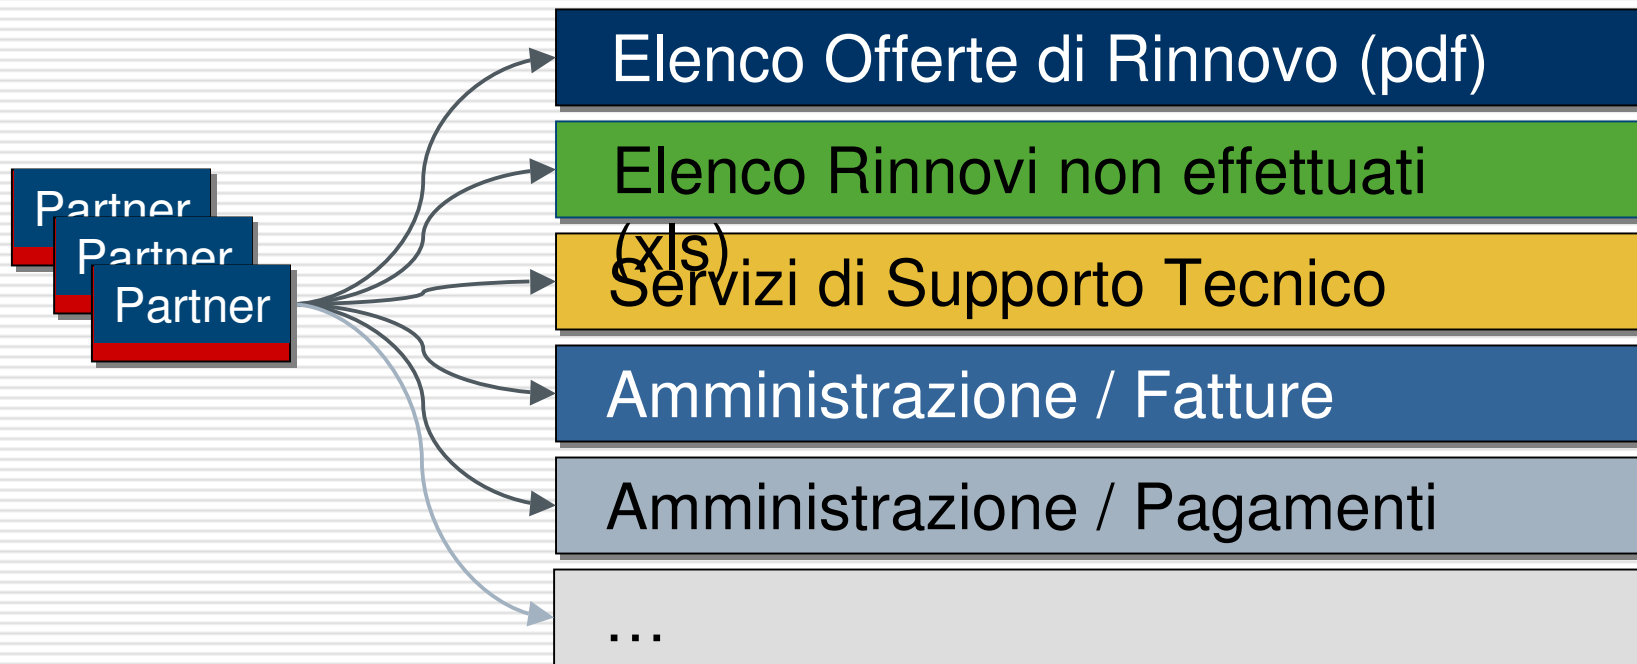 Partner
Partner
Partner
Elenco Offerte di Rinnovo (pdf)
Elenco Rinnovi non effettuati
(xls)
Servizi di Supporto Tecnico
Amministrazione / Fatture
Amministrazione / Pagamenti
…